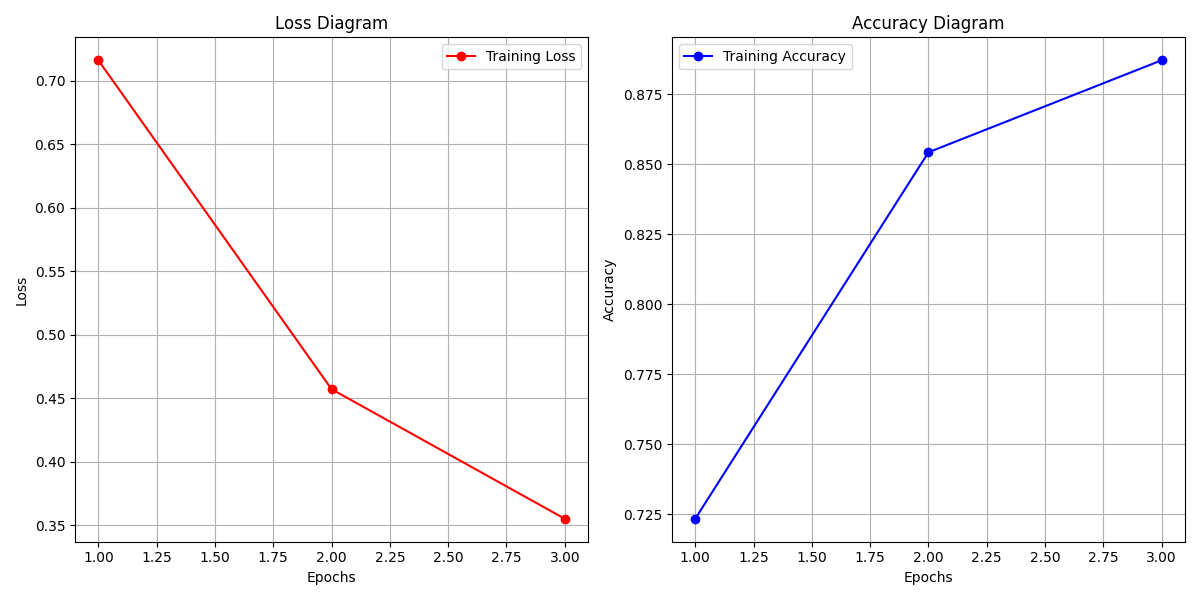 Loss Diagram
Training Loss
0.70
0.65
0.60
0.55
0.50
0.45
0.40
0.35
Loss
1.00 1.25 1.50 1.75 2.00 2.25 2.50 2.75 3.00
Epochs
Accuracy Diagram
Training Accuracy
0.875
0.850
0.825
0.800
0.775
0.750
0.725
Accuracy
1.00 1.25 1.50 1.75 2.00 2.25 2.50 2.75 3.00
Epochs